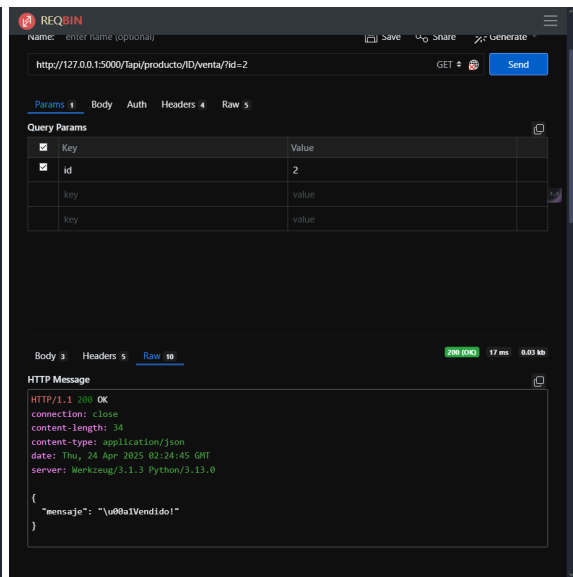 REQBIN
Name: enter name (optional) Save Share Generate
http://127.0.0.1:5000/Tapi/producto/ID/venta/?id=2 GET Send
Params 1 Body Auth Headers 4 Raw 5
Query Params
Key Value
id 2
key value
key value
Body 3 Headers 5 Raw 10 200 (OK) 17 ms 0.03 kb
HTTP Message
HTTP/1.1 200 OK
connection: close
content-length: 34
content-type: application/json
date: Thu, 24 Apr 2025 02:24:45 GMT
server: Werkzeug/3.1.3 Python/3.13.0
{
"mensaje": "\u00a1Vendido!"
}